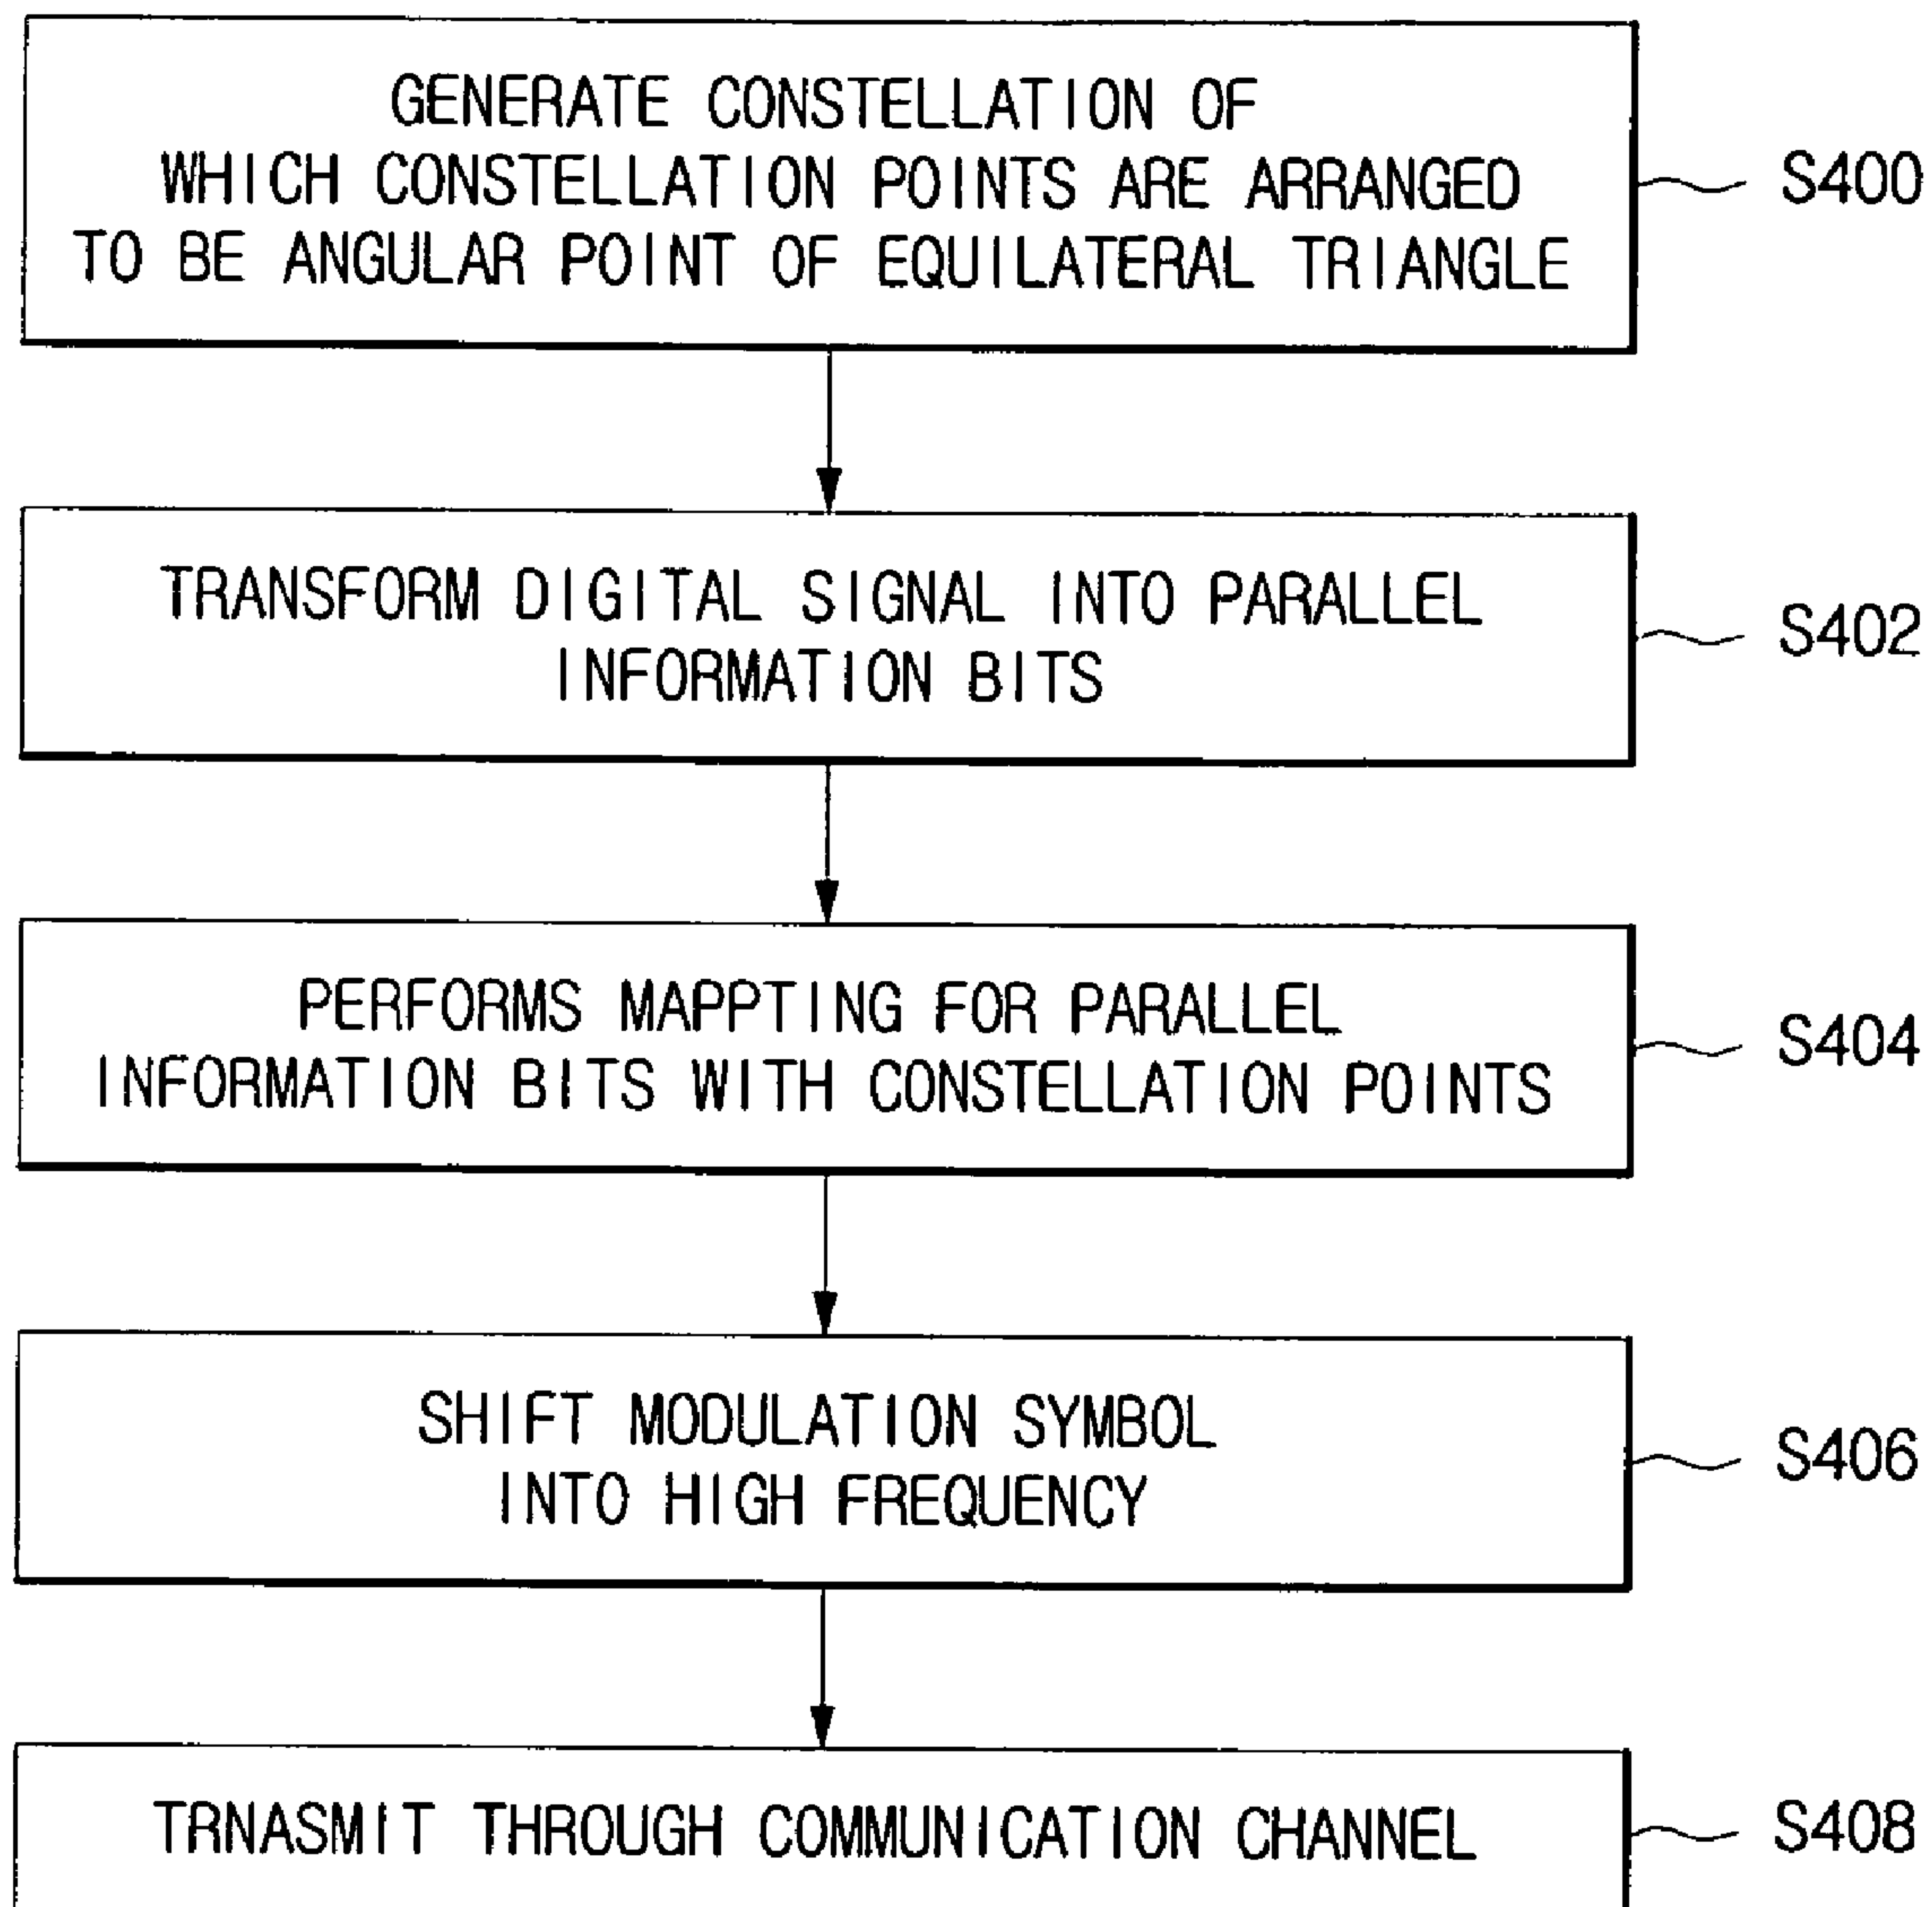 GENERATE CONSTELLATION OF
WHICH CONSTELLATION POINTS ARE ARRANGED
TO BE ANGULAR POINT OF EQUILATERAL TRIANGLE
S400
TRANSFORM DIGITAL SIGNAL INTO PARALLEL
INFORMATION BITS
S402
PERFORMS MAPPTING FOR PARALLEL
INFORMATION BITS WITH CONSTELLATION POINTS
S404
SHIFT MODULATION SYMBOL
INTO HIGH FREQUENCY
S406
TRNASMIT THROUGH COMMUNICATION CHANNEL
S408